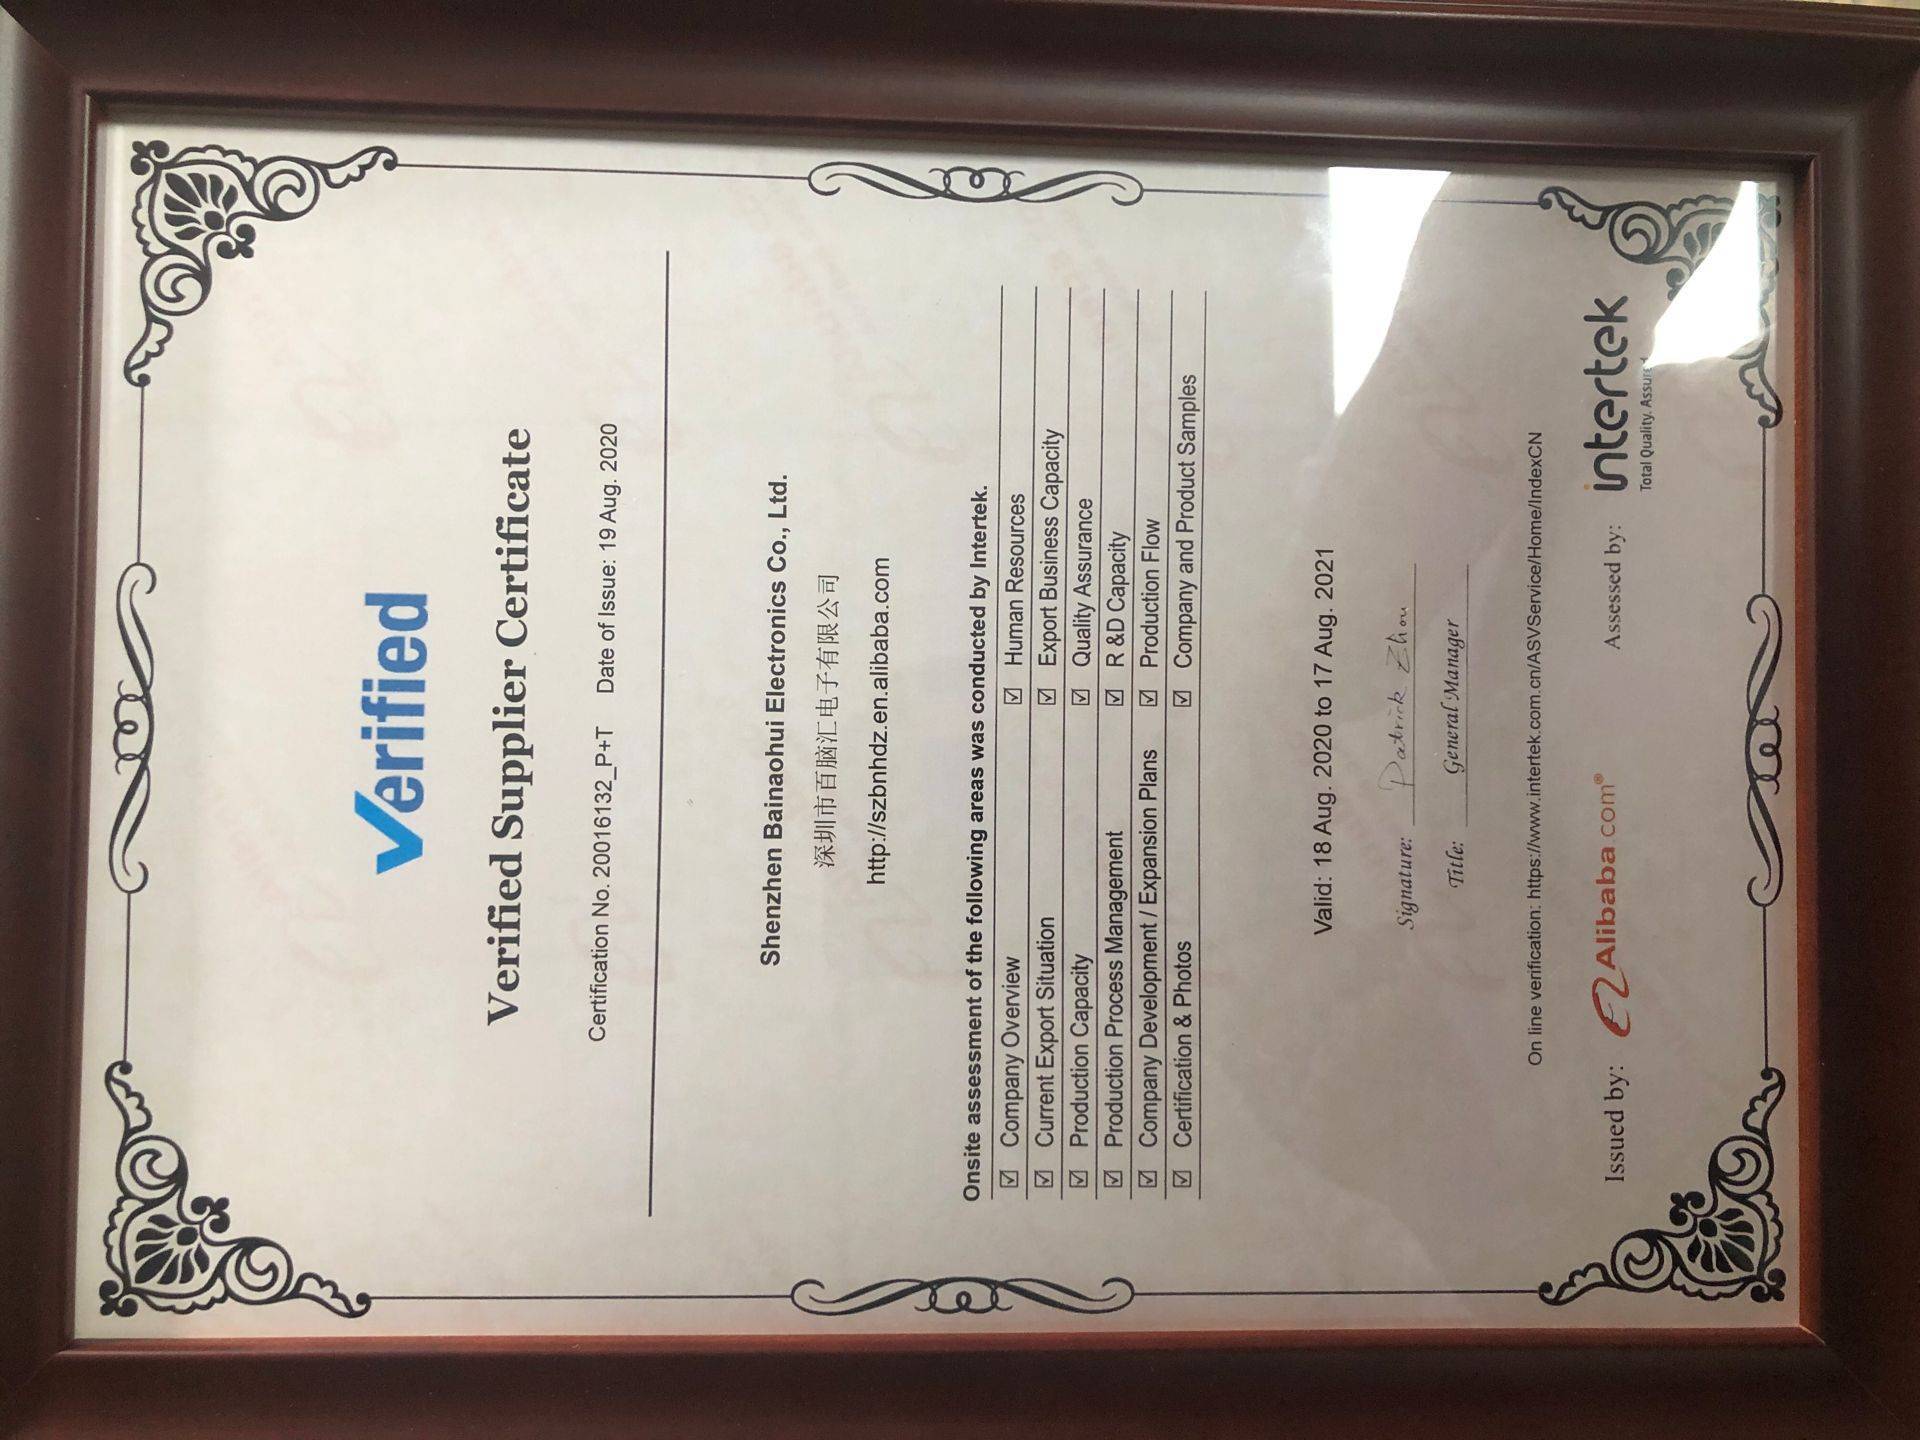 Verified
Verified Supplier Certificate
Certification No. 20016132_P+T Date of Issue: 19 Aug. 2020
Shenzhen Bainaohui Electronics Co., Ltd.
深圳市百脑汇电子有限公司
http://szbnhdz.en.alibaba.com
Onsite assessment of the following areas was conducted by Intertek.
☑ Company Overview ☑ Human Resources
☑ Current Export Situation ☑ Export Business Capacity
☑ Production Capacity ☑ Quality Assurance
☑ Production Process Management ☑ R &D Capacity
☑ Company Development / Expansion Plans ☑ Production Flow
☑ Certification & Photos ☑ Company and Product Samples
Valid: 18 Aug. 2020 to 17 Aug. 2021
Signature: Patrick Zhou
Title: General Manager
On line verification: https://www.intertek.com.cn/ASVService/Home/IndexCN
Issued by: Alibaba.com® Assessed by: intertek
Total Quality.